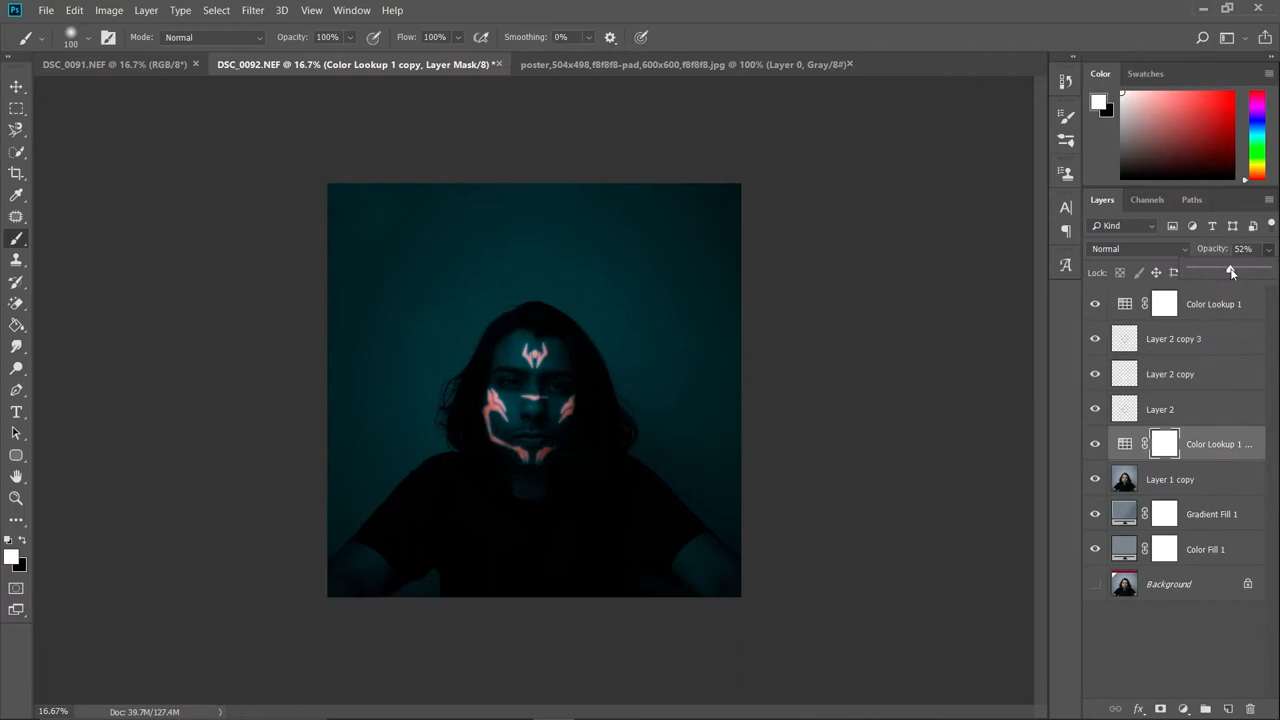 Ps File Edit Image Layer Type Select Filter 3D View Window Help
100 Mode: Normal Opacity: 100% Flow: 100% Smoothing: 0%
DSC_0091.NEF @ 16.7% (RGB/8*) × DSC_0092.NEF @ 16.7% (Color Lookup 1 copy, Layer Mask/8) * × poster,504x498,f8f8f8-pad,600x600,f8f8f8.jpg @ 100% (Layer 0, Gray/8#) ×
Color Swatches
Layers Channels Paths
Kind
Normal Opacity: 52%
Lock:
Color Lookup 1
Layer 2 copy 3
Layer 2 copy
Layer 2
Color Lookup 1 ...
Layer 1 copy
Gradient Fill 1
Color Fill 1
Background
16.67% Doc: 39.7M/127.4M